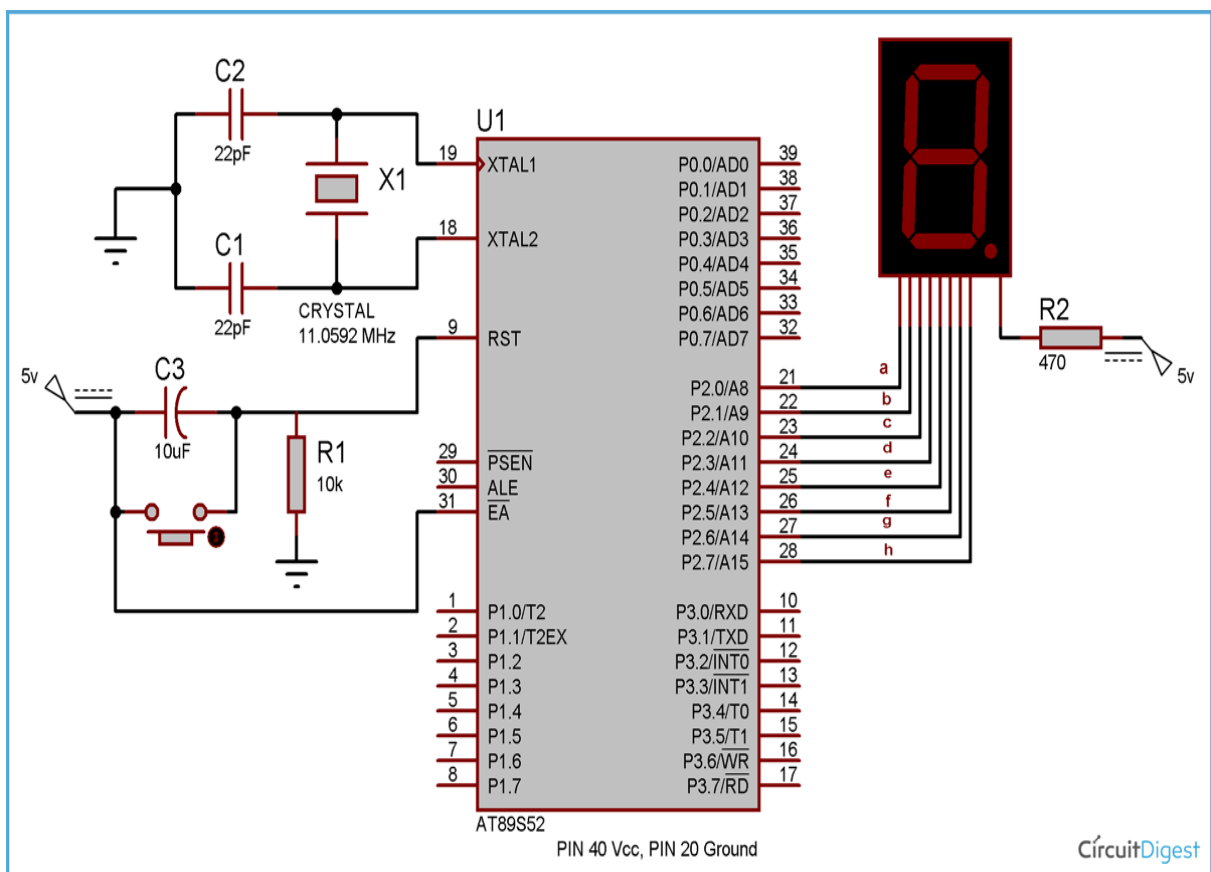 C2
22pF
X1
C1
22pF
CRYSTAL
11.0592 MHz
5v
C3
10uF
R1
10k
U1
19 XTAL1
18 XTAL2
9 RST
29 PSEN
30 ALE
31 EA
1 P1.0/T2
2 P1.1/T2EX
3 P1.2
4 P1.3
5 P1.4
6 P1.5
7 P1.6
8 P1.7
P0.0/AD0 39
P0.1/AD1 38
P0.2/AD2 37
P0.3/AD3 36
P0.4/AD4 35
P0.5/AD5 34
P0.6/AD6 33
P0.7/AD7 32
P2.0/A8 21 a
P2.1/A9 22 b
P2.2/A10 23 c
P2.3/A11 24 d
P2.4/A12 25 e
P2.5/A13 26 f
P2.6/A14 27 g
P2.7/A15 28 h
P3.0/RXD 10
P3.1/TXD 11
P3.2/INT0 12
P3.3/INT1 13
P3.4/T0 14
P3.5/T1 15
P3.6/WR 16
P3.7/RD 17
R2
470
5v
AT89S52
PIN 40 Vcc, PIN 20 Ground
CircuitDigest